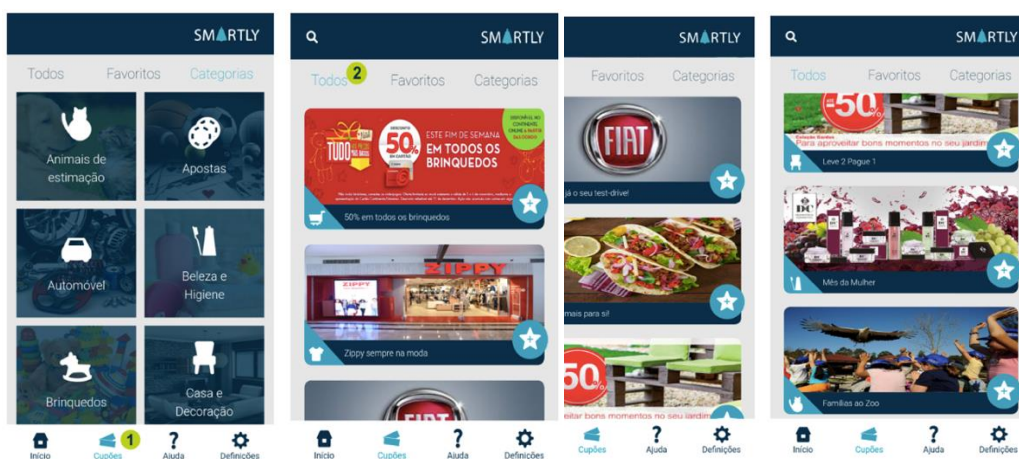 SMARTLY
Todos Favoritos Categorias
Animais de
estimação
Apostas
Automóvel
Beleza e
Higiene
Brinquedos
Casa e
Decoração
Início Cupões 1 Ajuda Definições
SMARTLY
Todos 2 Favoritos Categorias
TUDO
50%
ESTE FIM DE SEMANA
EM TODOS OS
BRINQUEDOS
50% em todos os brinquedos
ZIPPY
Zippy sempre na moda
FIAT
Início Cupões Ajuda Definições
SMARTLY
Favoritos Categorias
FIAT
já o seu test-drive!
mais para si!
50%
eitar bons momentos no seu jardim
Cupões Ajuda Definições
SMARTLY
Todos Favoritos Categorias
50%
Para aproveitar bons momentos no seu jardim
Leve 2 Pague 1
DC
Mês da Mulher
Famílias ao Zoo
Início Cupões Ajuda Definições